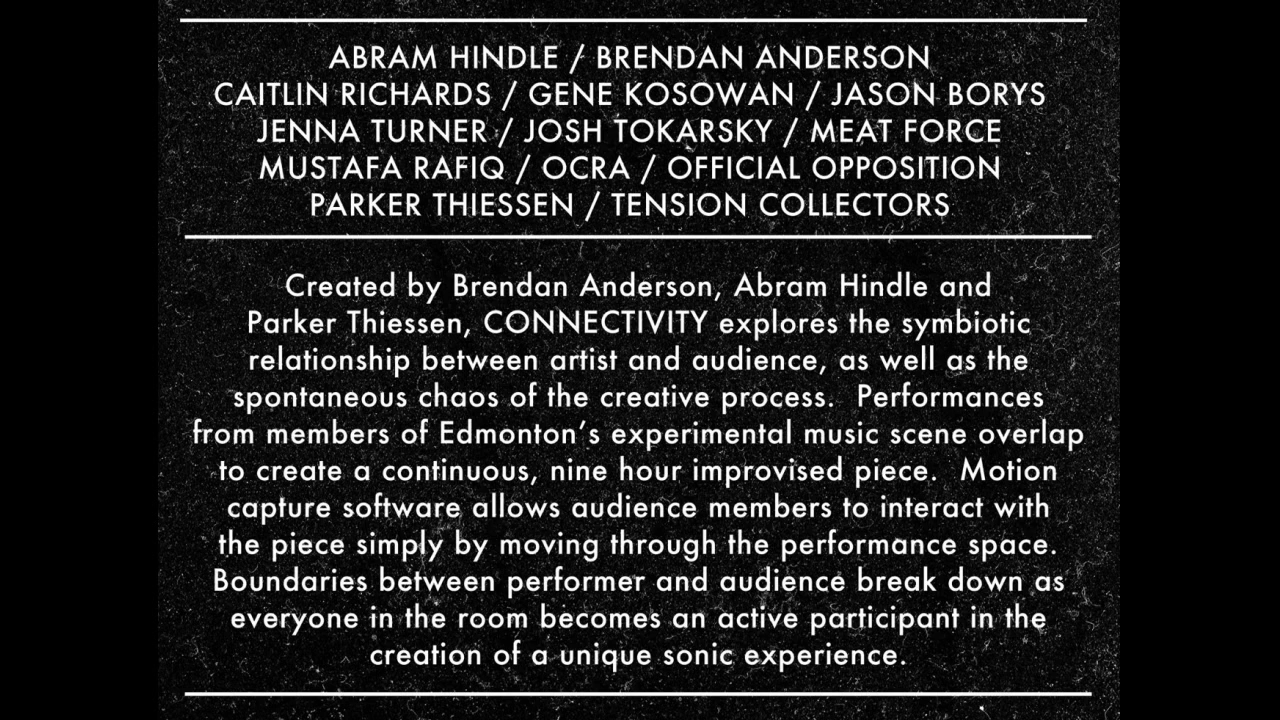 ABRAM HINDLE / BRENDAN ANDERSON
CAITLIN RICHARDS / GENE KOSOWAN / JASON BORYS
JENNA TURNER / JOSH TOKARSKY / MEAT FORCE
MUSTAFA RAFIQ / OCRA / OFFICIAL OPPOSITION
PARKER THIESSEN / TENSION COLLECTORS
Created by Brendan Anderson, Abram Hindle and
Parker Thiessen, CONNECTIVITY explores the symbiotic
relationship between artist and audience, as well as the
spontaneous chaos of the creative process.  Performances
from members of Edmonton’s experimental music scene overlap
to create a continuous, nine hour improvised piece.  Motion
capture software allows audience members to interact with
the piece simply by moving through the performance space.
Boundaries between performer and audience break down as
everyone in the room becomes an active participant in the
creation of a unique sonic experience.